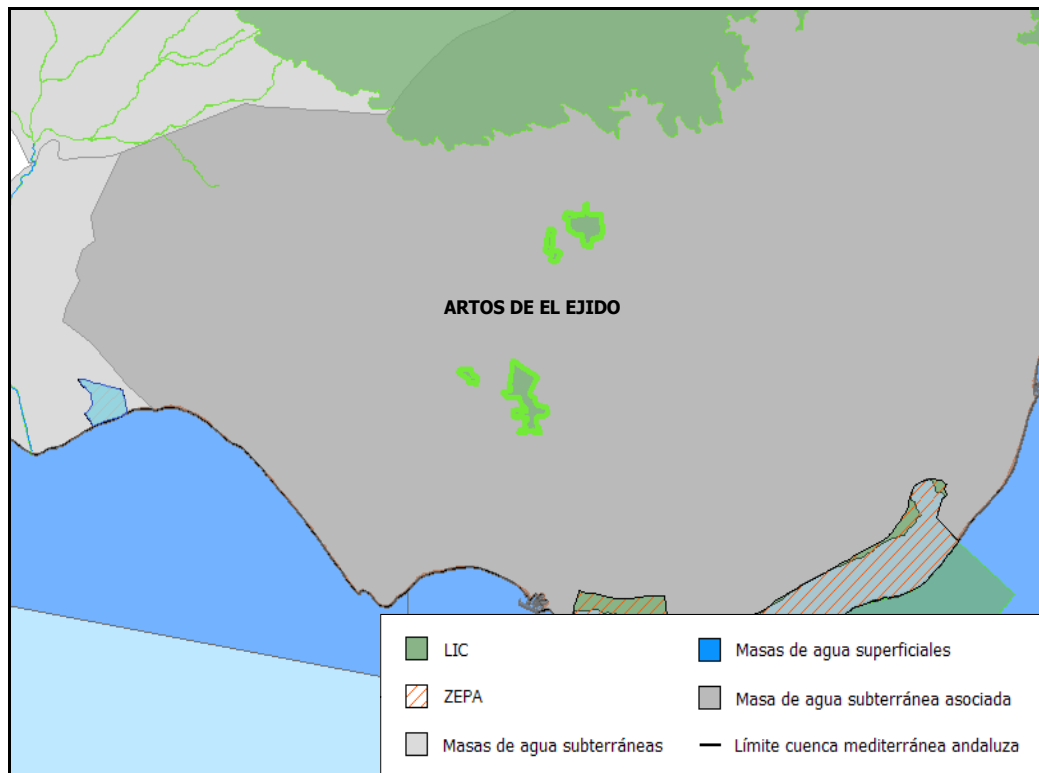 ARTOS DE EL EJIDO
LIC
Masas de agua superficiales
ZEPA
Masa de agua subterránea asociada
Masas de agua subterráneas
Límite cuenca mediterránea andaluza